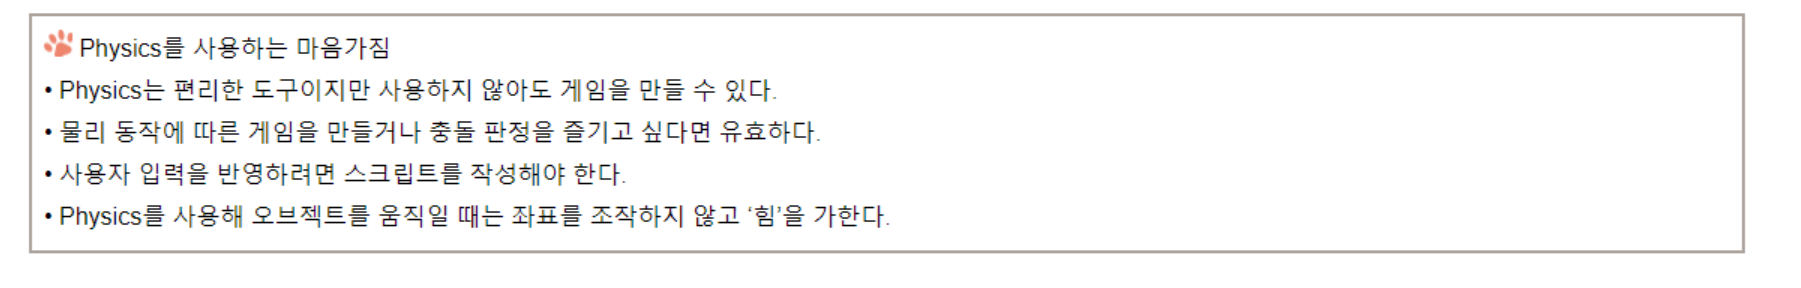 Physics를 사용하는 마음가짐
• Physics는 편리한 도구이지만 사용하지 않아도 게임을 만들 수 있다.
• 물리 동작에 따른 게임을 만들거나 충돌 판정을 즐기고 싶다면 유효하다.
• 사용자 입력을 반영하려면 스크립트를 작성해야 한다.
• Physics를 사용해 오브젝트를 움직일 때는 좌표를 조작하지 않고 ‘힘’을 가한다.